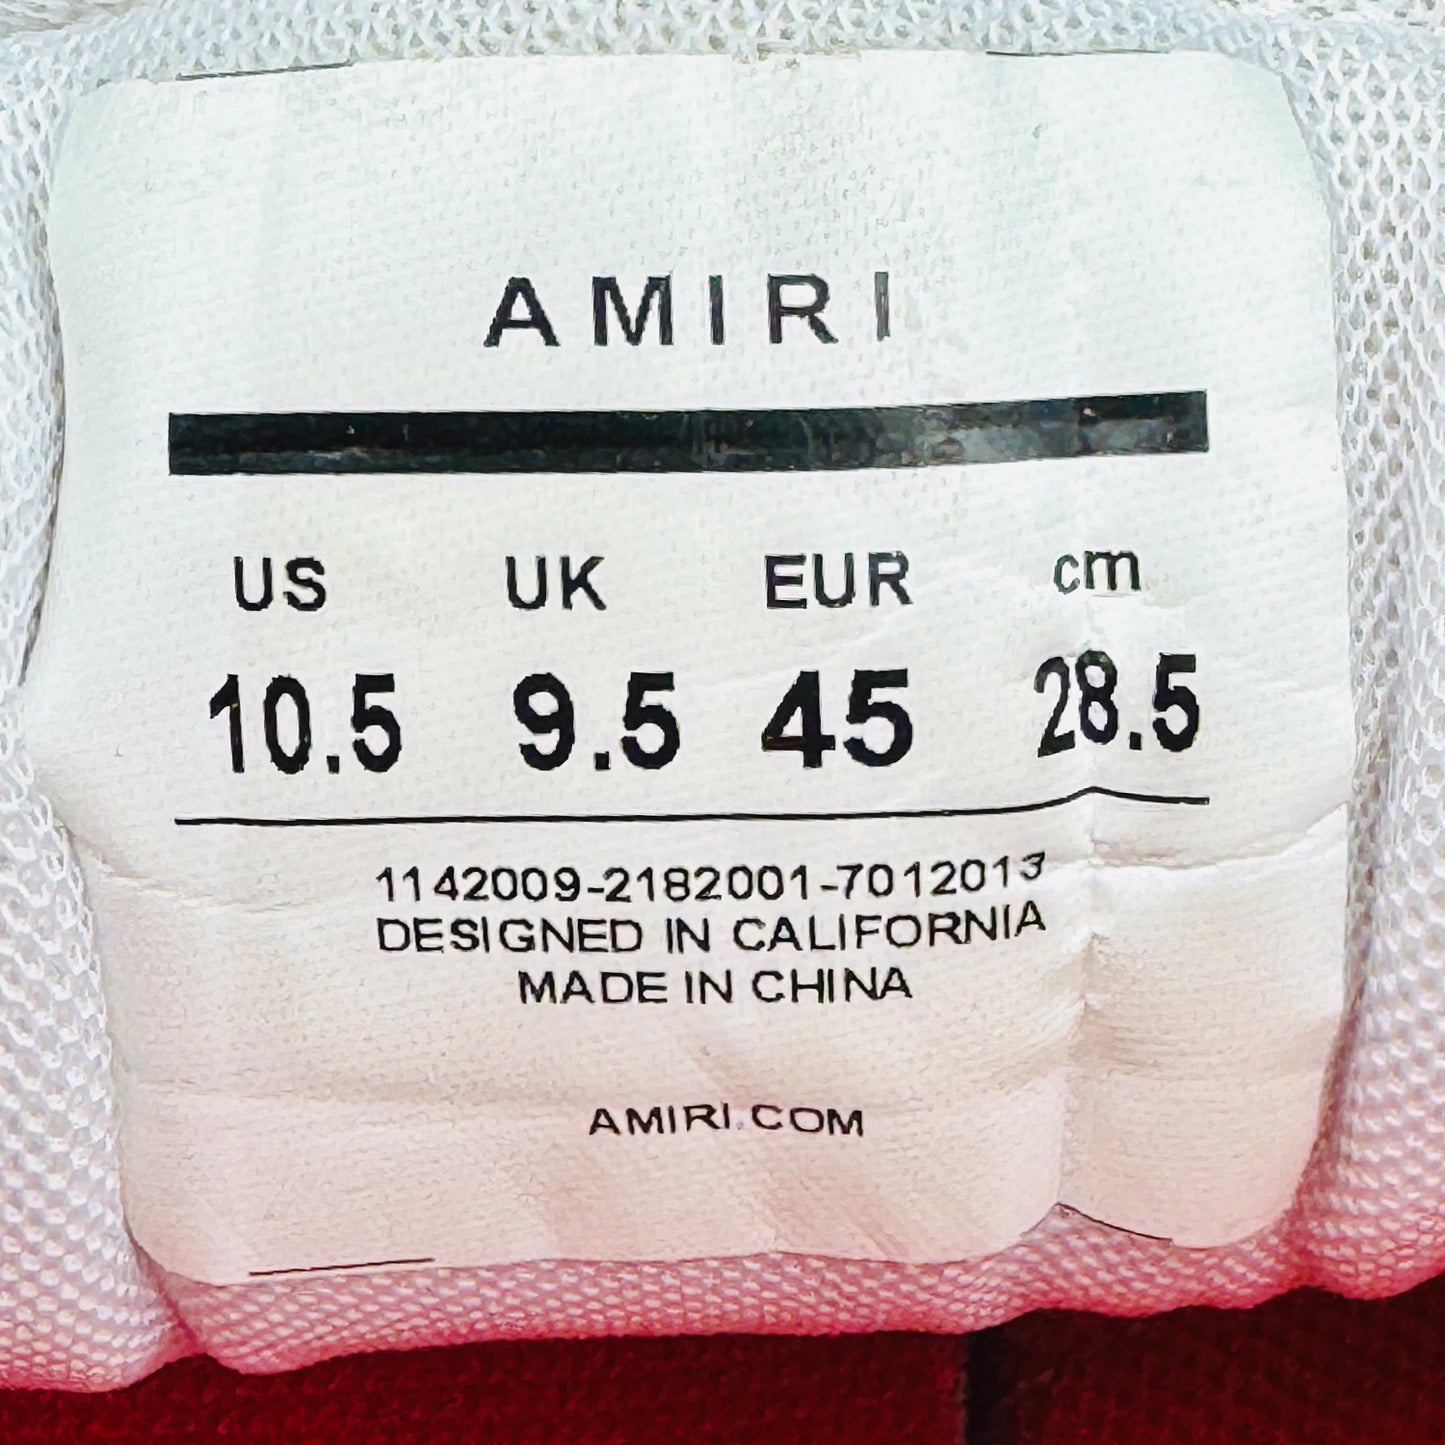 AMIRI
US UK EUR cm
10.5 9.5 45 28.5
1142009-2182001-7012013
DESIGNED IN CALIFORNIA
MADE IN CHINA
AMIRI.COM